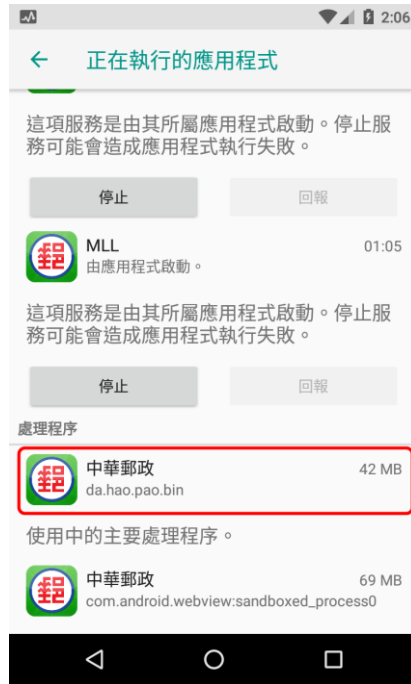 2:06
正在執行的應用程式
這項服務是由其所屬應用程式啟動。停止服
務可能會造成應用程式執行失敗。
停止 回報
郵
MLL 01:05
由應用程式啟動。
這項服務是由其所屬應用程式啟動。停止服
務可能會造成應用程式執行失敗。
停止 回報
處理程序
郵
中華郵政 42 MB
da.hao.pao.bin
使用中的主要處理程序。
郵
中華郵政 69 MB
com.android.webview:sandboxed_process0